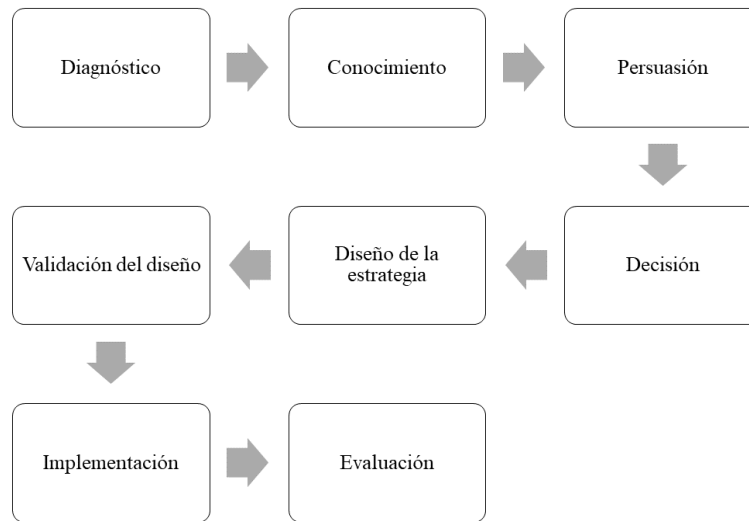 Diagnóstico
Conocimiento
Persuasión
Decisión
Diseño de la
estrategia
Validación del diseño
Implementación
Evaluación